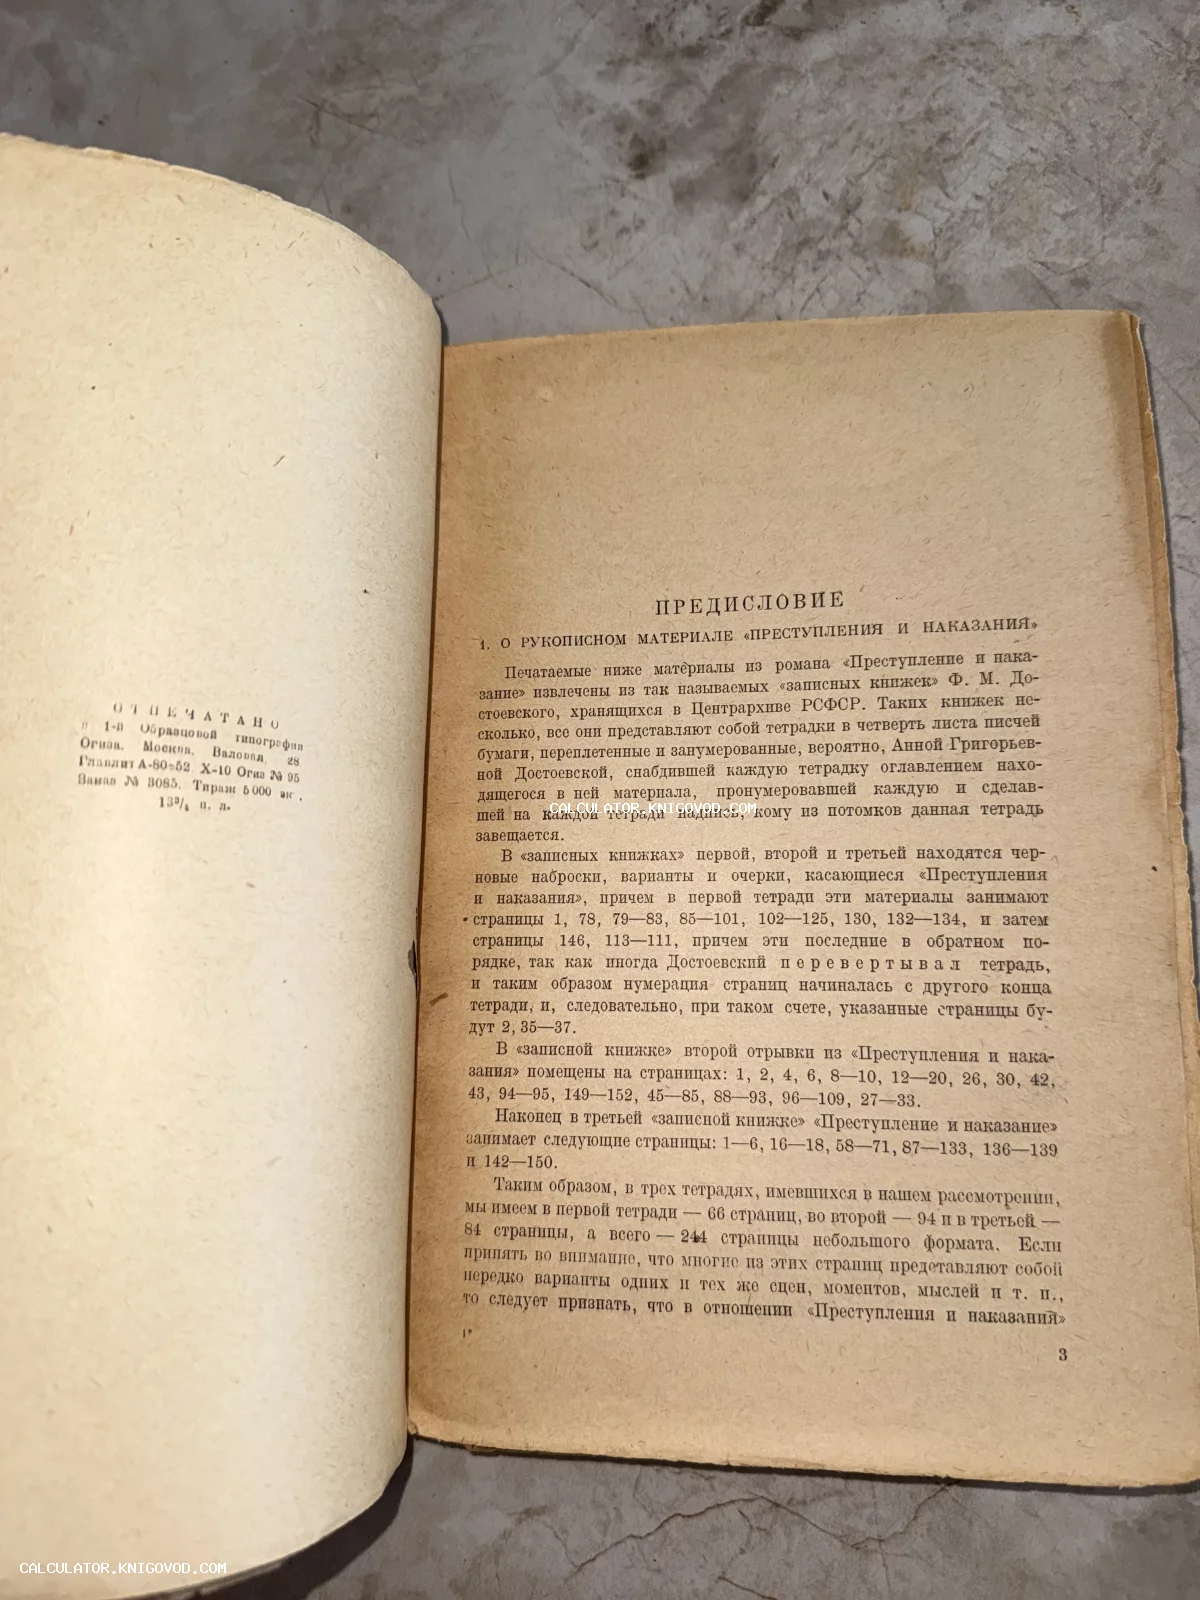 ОТПЕЧАТАНО
в 1-й Образцовой типографии
Огиза, Москва, Валовая, 28
Главлит А-80-52 Х-10 Огиз № 95
Заказ № 3085. Тираж 5000 эк.
13³/₄ п. л.
ПРЕДИСЛОВИЕ
1. О РУКОПИСНОМ МАТЕРИАЛЕ «ПРЕСТУПЛЕНИЯ И НАКАЗАНИЯ»
Печатаемые ниже материалы из романа «Преступление и нака-
зание» извлечены из так называемых «записных книжек» Ф. М. До-
стоевского, хранящихся в Центрархиве РСФСР. Таких книжек не-
сколько, все они представляют собой тетрадки в четверть листа писчей
бумаги, переплетенные и занумерованные, вероятно, Анной Григорьев-
ной Достоевской, снабдившей каждую тетрадку оглавлением нахо-
дящегося в ней материала, пронумеровавшей каждую и сделав-
шей на каждой тетради надпись, кому из потомков данная тетрадь
завещается.
В «записных книжках» первой, второй и третьей находятся чер-
новые наброски, варианты и очерки, касающиеся «Преступления
и наказания», причем в первой тетради эти материалы занимают
страницы 1, 78, 79—83, 85—101, 102—125, 130, 132—134, и затем
страницы 146, 113—111, причем эти последние в обратном по-
рядке, так как иногда Достоевский перевертывал тетрадь,
и таким образом нумерация страниц начиналась с другого конца
тетради, и, следовательно, при таком счете, указанные страницы бу-
дут 2, 35—37.
В «записной книжке» второй отрывки из «Преступления и нака-
зания» помещены на страницах: 1, 2, 4, 6, 8—10, 12—20, 26, 30, 42,
43, 94—95, 149—152, 45—85, 88—93, 96—109, 27—33.
Наконец в третьей «записной книжке» «Преступление и наказание»
занимает следующие страницы: 1—6, 16—18, 58—71, 87—133, 136—139
и 142—150.
Таким образом, в трех тетрадях, имевшихся в нашем рассмотрении,
мы имеем в первой тетради — 66 страниц, во второй — 94 и в третьей —
84 страницы, а всего — 244 страницы небольшого формата. Если
принять во внимание, что многие из этих страниц представляют собой
нередко варианты одних и тех же сцен, моментов, мыслей и т. п.,
то следует признать, что в отношении «Преступления и наказания»
1*
3
CALCULATOR.KNIGOVOD.COM
CALCULATOR.KNIGOVOD.COM